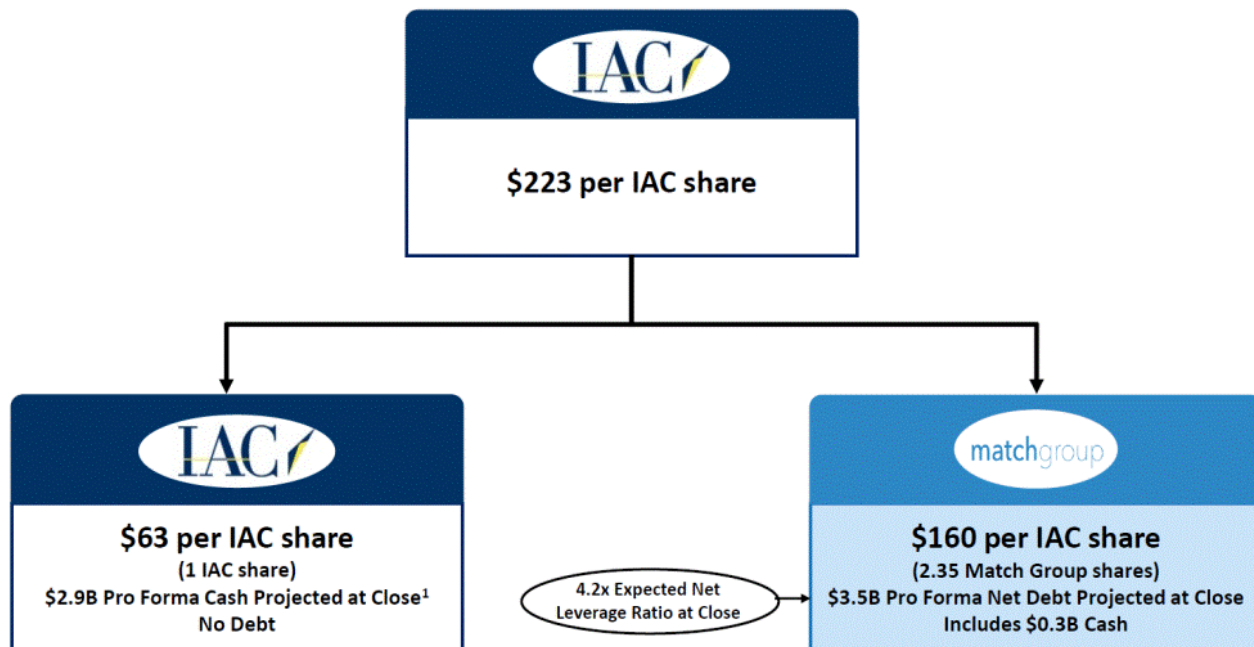 IAC
$223 per IAC share
IAC
$63 per IAC share
(1 IAC share)
$2.9B Pro Forma Cash Projected at Close¹
No Debt
4.2x Expected Net
Leverage Ratio at Close
matchgroup
$160 per IAC share
(2.35 Match Group shares)
$3.5B Pro Forma Net Debt Projected at Close
Includes $0.3B Cash